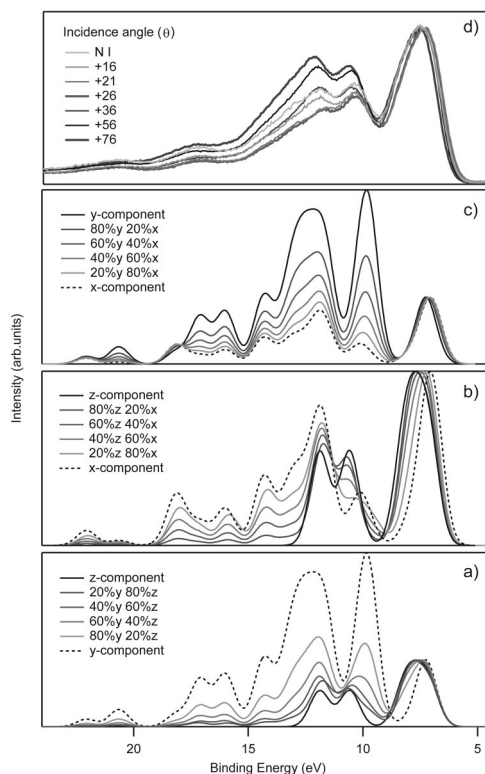 Incidence angle (θ)
d)
N I
+16
+21
+26
+36
+56
+76
c)
y-component
80%y 20%x
60%y 40%x
40%y 60%x
20%y 80%x
x-component
b)
z-component
80%z 20%x
60%z 40%x
40%z 60%x
20%z 80%x
x-component
a)
z-component
20%y 80%z
40%y 60%z
60%y 40%z
80%y 20%z
y-component
Intensity (arb.units)
20 15 10 5
Binding Energy (eV)